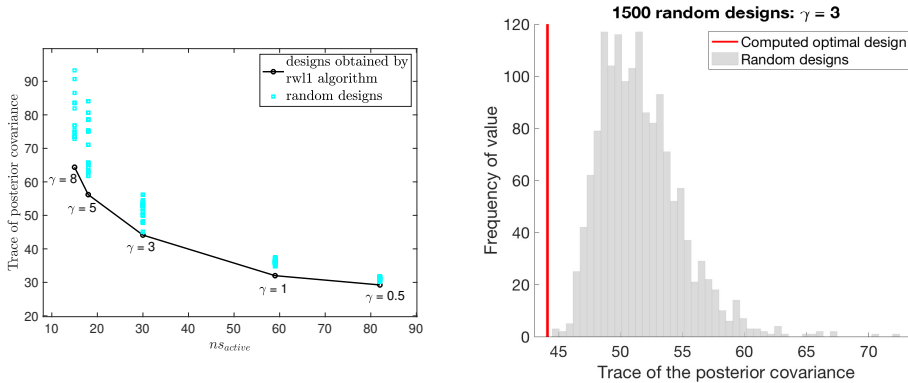 designs obtained by
rwl1 algorithm
random designs
Trace of posterior covariance
90
80
70
60
50
40
30
20
γ = 8
γ = 5
γ = 3
γ = 1
γ = 0.5
10 20 30 40 50 60 70 80 90
ns_active
1500 random designs: γ = 3
Computed optimal design
Random designs
Frequency of value
120
100
80
60
40
20
0
45 50 55 60 65 70
Trace of the posterior covariance